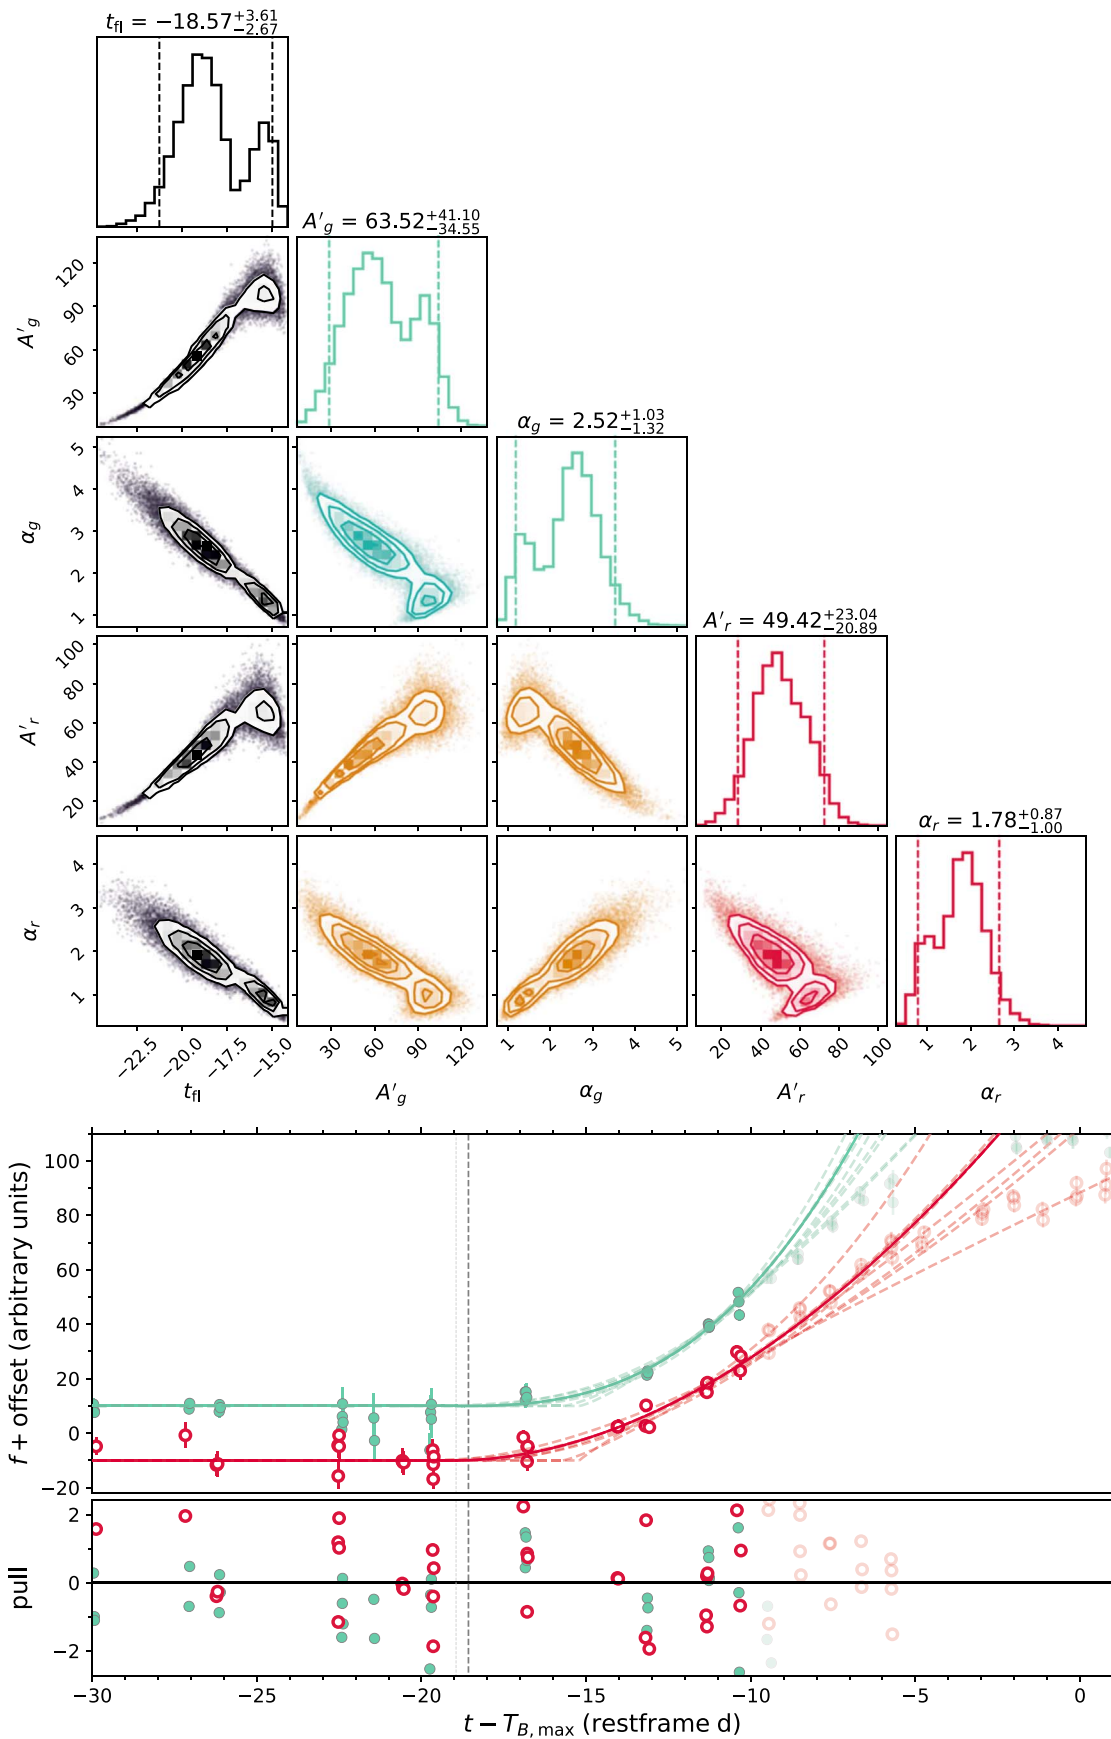 t_fl = −18.57^{+3.61}_{−2.67}
A'_g = 63.52^{+41.10}_{−34.55}
120
90
60
30
A'_g
α_g = 2.52^{+1.03}_{−1.32}
5
4
3
2
1
α_g
A'_r = 49.42^{+23.04}_{−20.89}
100
80
60
40
20
A'_r
α_r = 1.78^{+0.87}_{−1.00}
4
3
2
1
α_r
−22.5 −20.0 −17.5 −15.0 30 60 90 120 1 2 3 4 5 20 40 60 80 100 1 2 3 4
t_fl A'_g α_g A'_r α_r
100
80
60
40
20
0
−20
f + offset (arbitrary units)
2
0
−2
pull
−30 −25 −20 −15 −10 −5 0
t − T_{B, max} (restframe d)